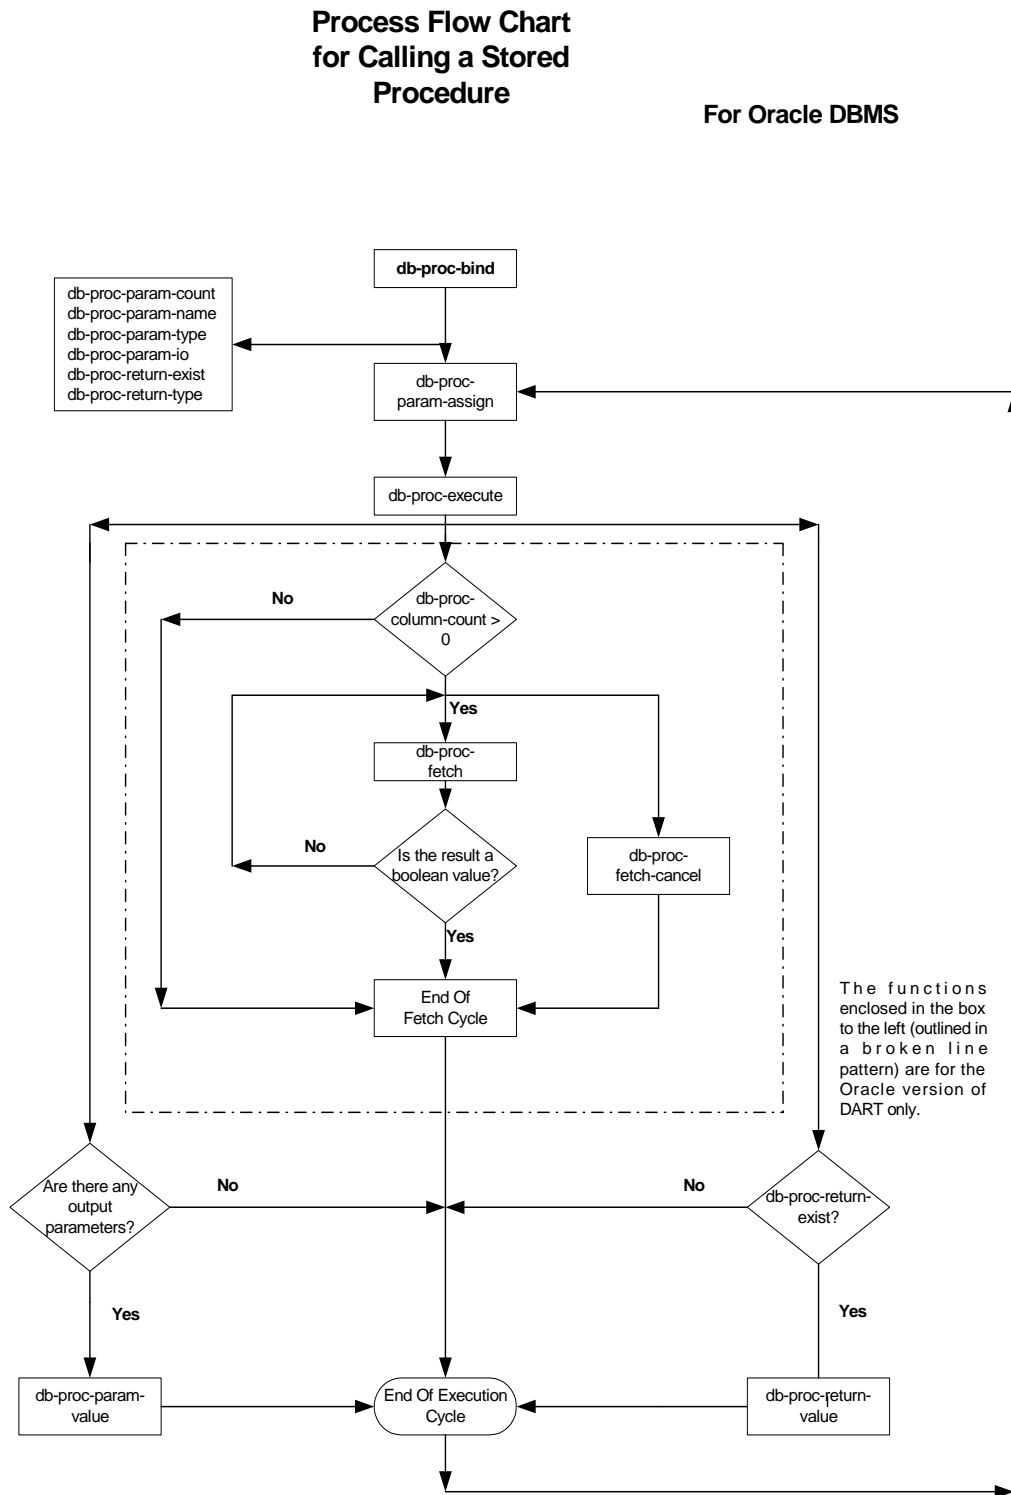 Process Flow Chart
for Calling a Stored
Procedure
For Oracle DBMS
db-proc-bind
db-proc-param-count
db-proc-param-name
db-proc-param-type
db-proc-param-io
db-proc-return-exist
db-proc-return-type
db-proc-
param-assign
db-proc-execute
No
db-proc-
column-count >
0
Yes
db-proc-
fetch
No
Is the result a
boolean value?
db-proc-
fetch-cancel
Yes
End Of
Fetch Cycle
The functions
enclosed in the box
to the left (outlined in
a broken line
pattern) are for the
Oracle version of
DART only.
Are there any
output
parameters?
No
No
db-proc-return-
exist?
Yes
Yes
db-proc-param-
value
End Of Execution
Cycle
db-proc-return-
value